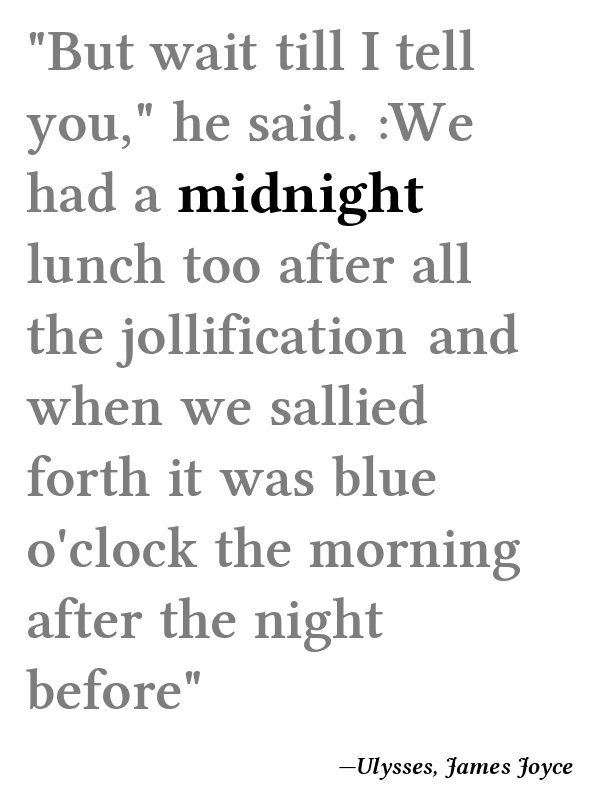 "But wait till I tell
you," he said. :We
had a midnight
lunch too after all
the jollification and
when we sallied
forth it was blue
o'clock the morning
after the night
before"
—Ulysses, James Joyce